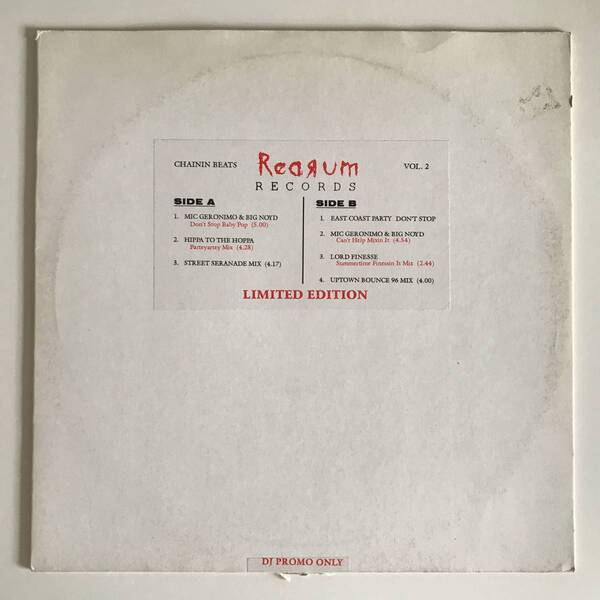 CHAININ BEATS
Redrum
VOL. 2
RECORDS
SIDE A
1. MIC GERONIMO & BIG NOYD
Don't Stop Baby Pop (5.00)
2. HIPPA TO THE HOPPA
Parteyartey Mix (4.28)
3. STREET SERANADE MIX (4.17)
SIDE B
1. EAST COAST PARTY DON'T STOP
2. MIC GERONIMO & BIG NOYD
Can't Help Mixin It (4.54)
3. LORD FINESSE
Summertime Finessin It Mix (2.44)
4. UPTOWN BOUNCE 96 MIX (4.00)
LIMITED EDITION
DJ PROMO ONLY